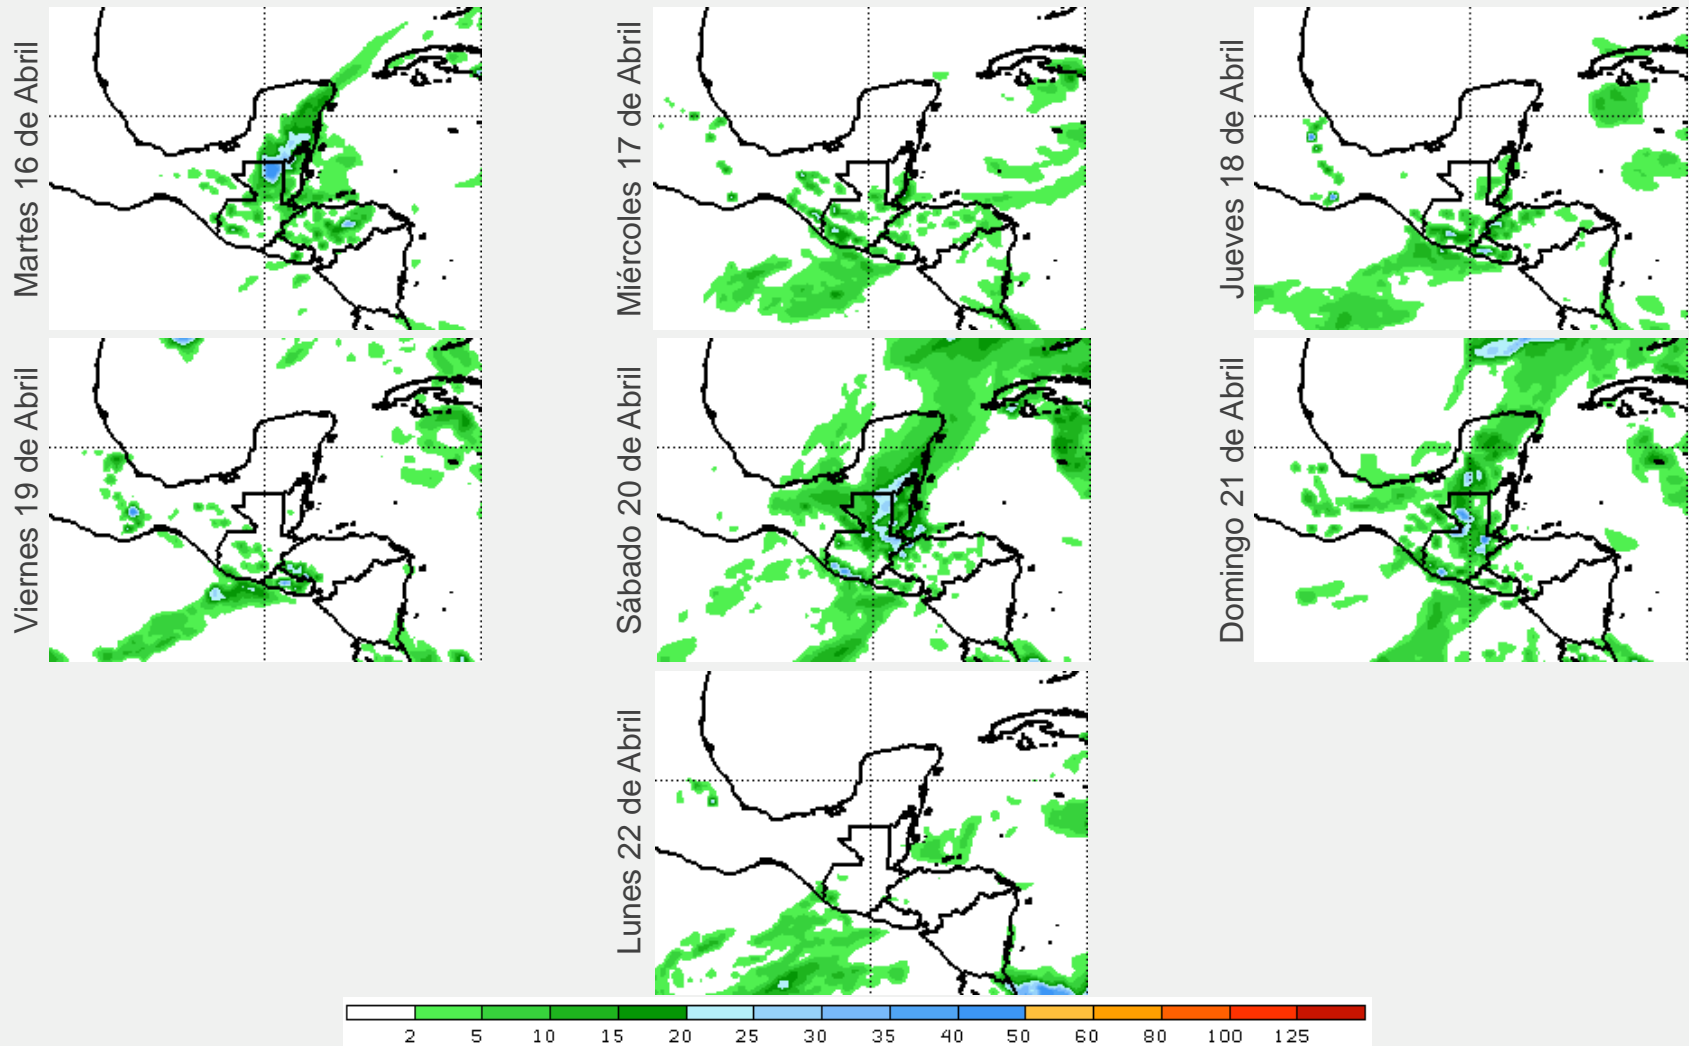 Martes 16 de Abril
Miércoles 17 de Abril
Jueves 18 de Abril
Viernes 19 de Abril
Sábado 20 de Abril
Domingo 21 de Abril
Lunes 22 de Abril
2 5 10 15 20 25 30 35 40 50 60 80 100 125